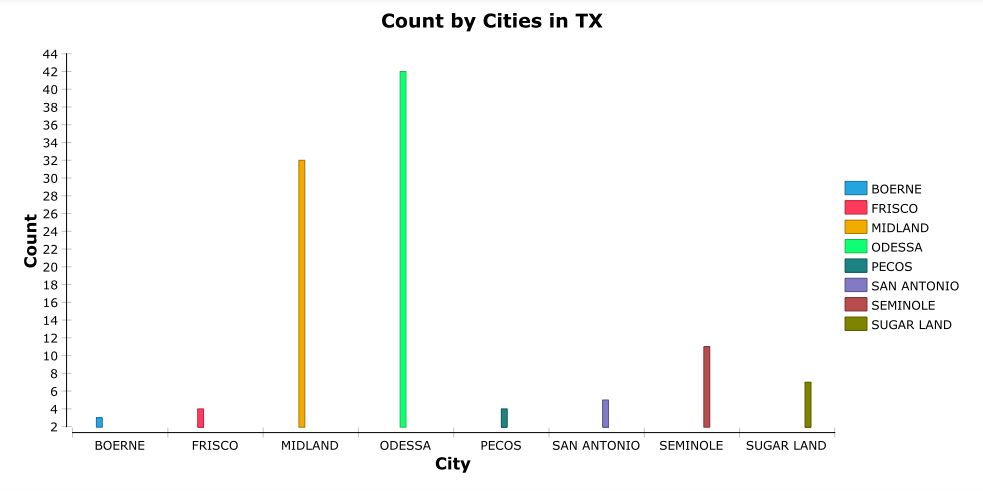 Count by Cities in TX
Count
44
42
40
38
36
34
32
30
28
26
24
22
20
18
16
14
12
10
8
6
4
2
BOERNE FRISCO MIDLAND ODESSA PECOS SAN ANTONIO SEMINOLE SUGAR LAND
City
BOERNE
FRISCO
MIDLAND
ODESSA
PECOS
SAN ANTONIO
SEMINOLE
SUGAR LAND